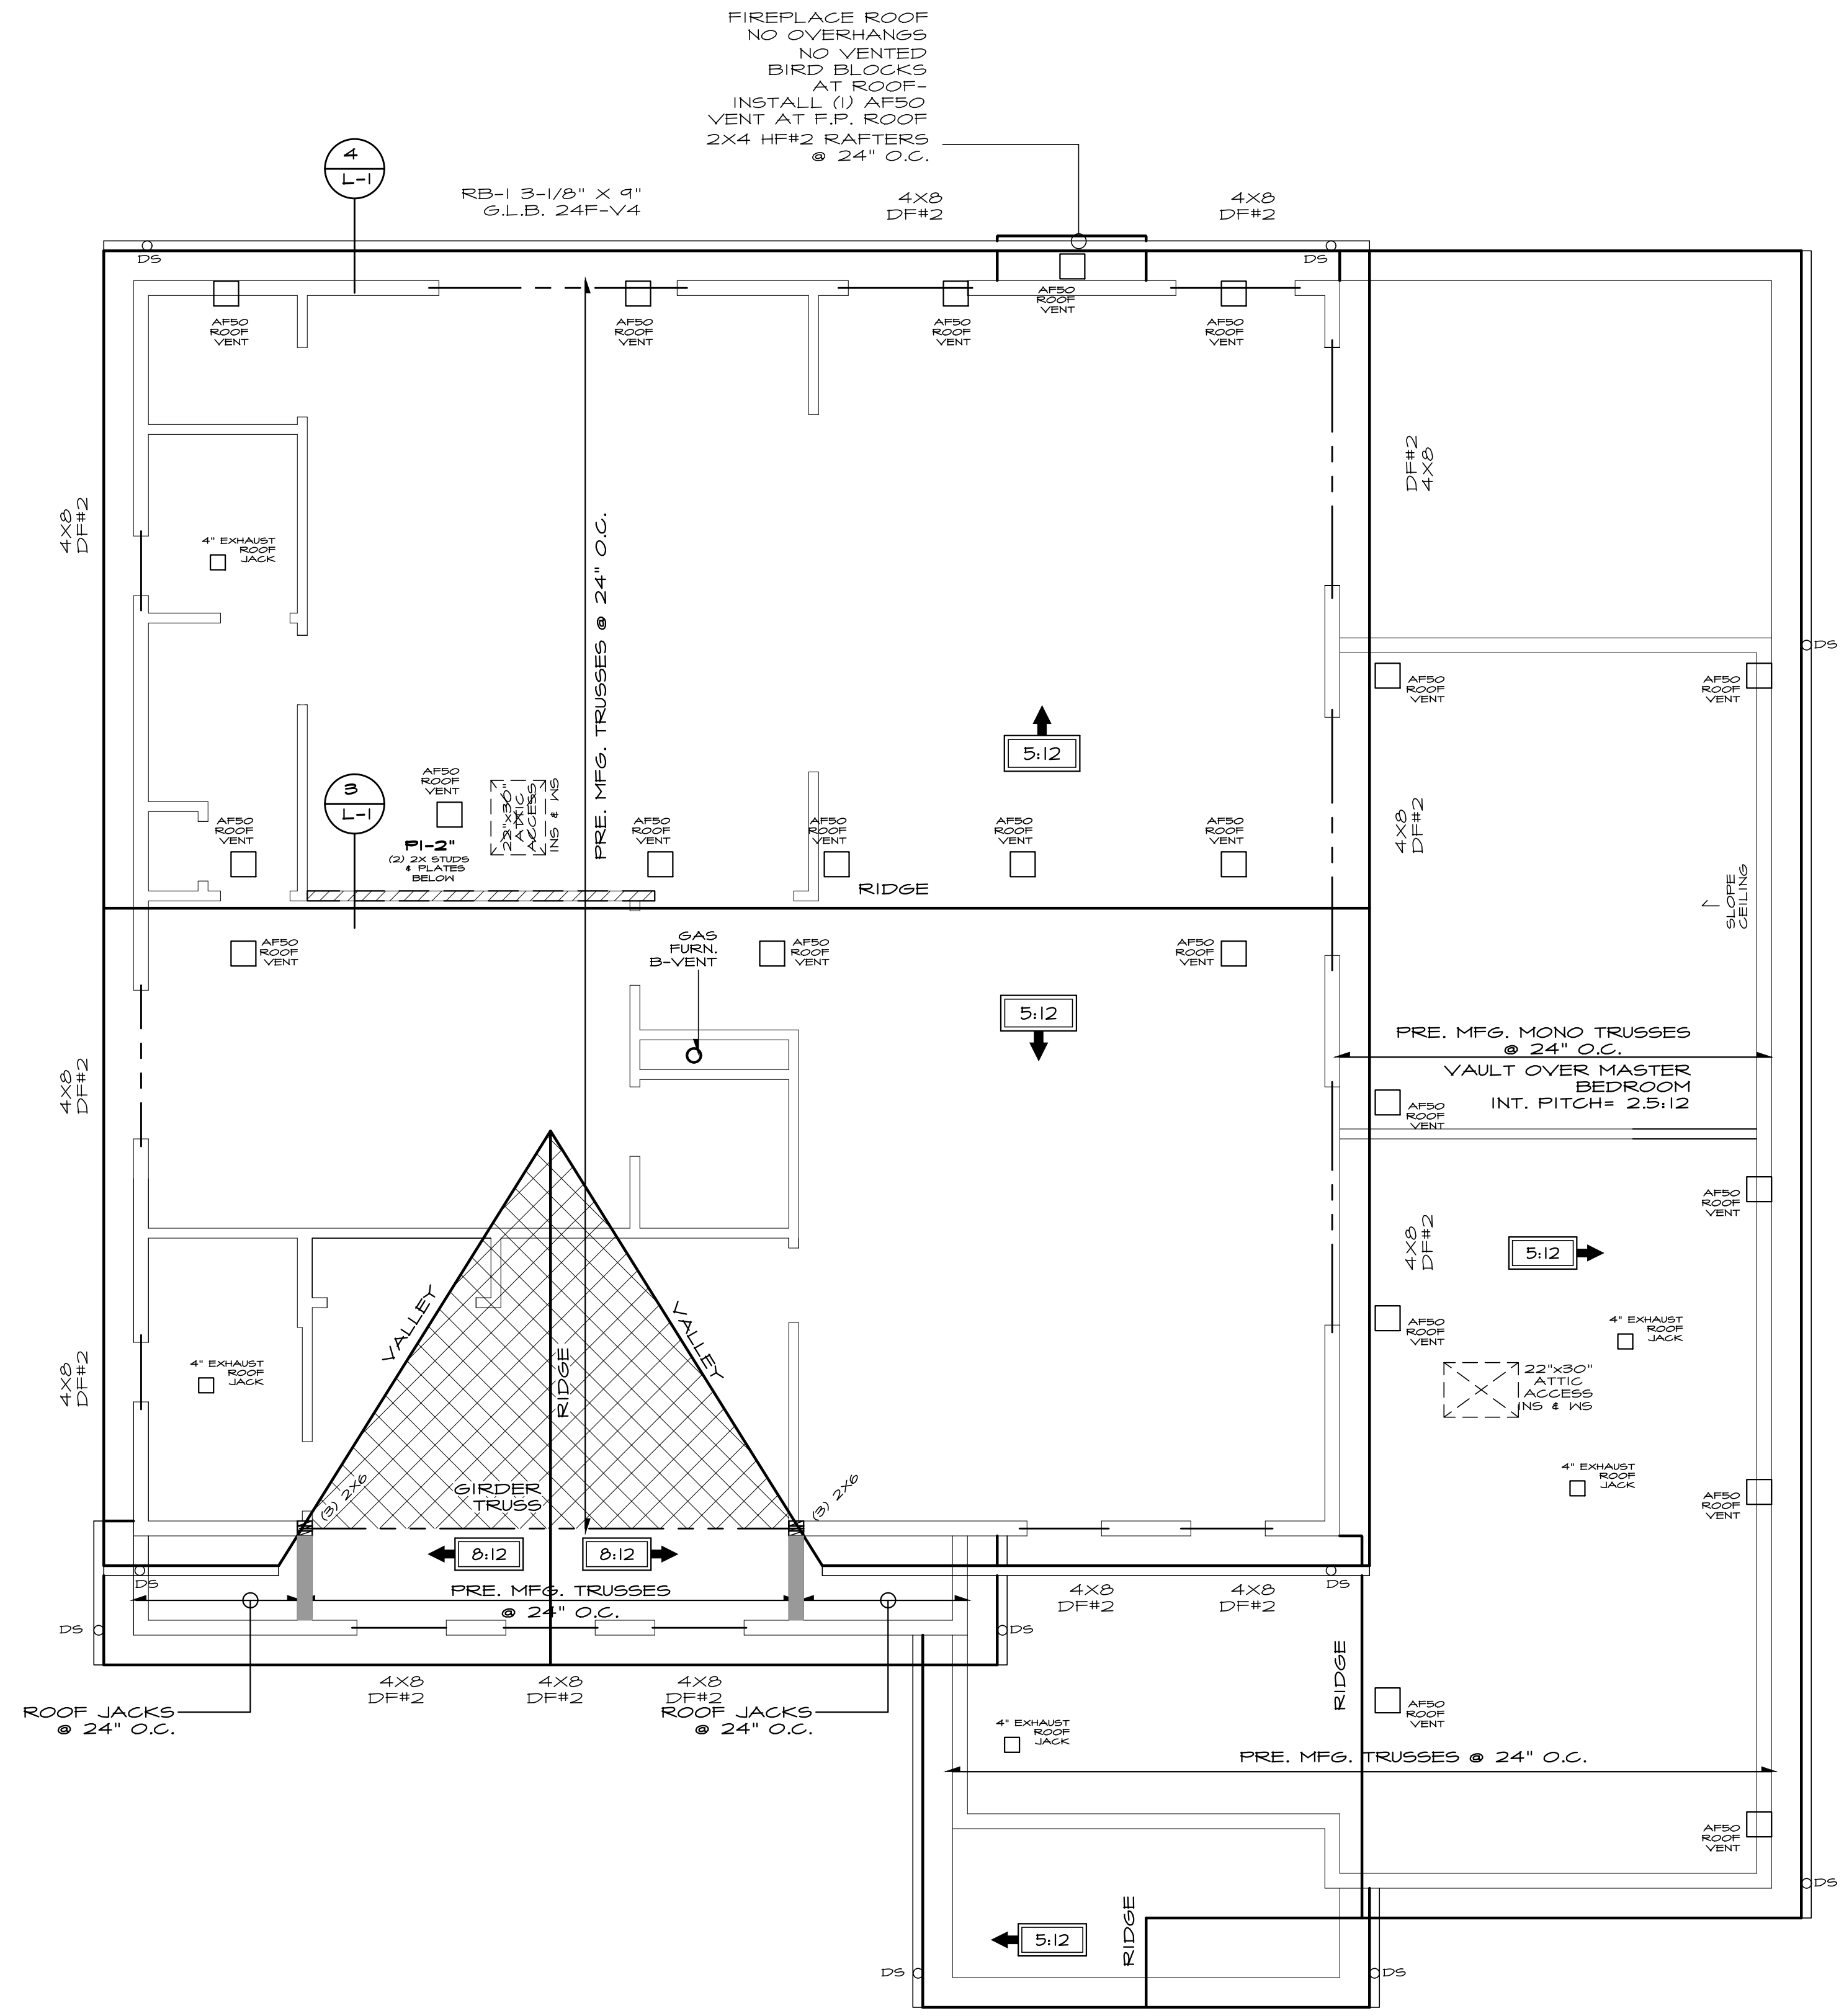 FIREPLACE ROOF
NO OVERHANGS
NO VENTED
BIRD BLOCKS
AT ROOF-
INSTALL (1) AF50
VENT AT F.P. ROOF
2X4 HF#2 RAFTERS
@ 24" O.C.
4
L-1
RB-1 3-1/8" X 9"
G.L.B. 24F-V4
4X8
DF#2
4X8
DF#2
DS
DS
AF50
ROOF
VENT
AF50
ROOF
VENT
AF50
ROOF
VENT
AF50
ROOF
VENT
AF50
ROOF
VENT
4X8
DF#2
DF#2
4X8
4" EXHAUST
ROOF
JACK
PRE. MFG. TRUSSES @ 24" O.C.
DS
AF50
ROOF
VENT
AF50
ROOF
VENT
5:12
3
L-1
AF50
ROOF
VENT
22"x30"
ATTIC
ACCESS
INS & WS
P1-2"
(2) 2X STUDS
& PLATES
BELOW
AF50
ROOF
VENT
AF50
ROOF
VENT
AF50
ROOF
VENT
AF50
ROOF
VENT
AF50
ROOF
VENT
4X8
DF#2
RIDGE
SLOPE
CEILING
AF50
ROOF
VENT
GAS
FURN.
B-VENT
AF50
ROOF
VENT
AF50
ROOF
VENT
5:12
PRE. MFG. MONO TRUSSES
@ 24" O.C.
VAULT OVER MASTER
BEDROOM
INT. PITCH= 2.5:12
4X8
DF#2
AF50
ROOF
VENT
AF50
ROOF
VENT
4X8
DF#2
5:12
VALLEY
VALLEY
RIDGE
AF50
ROOF
VENT
4" EXHAUST
ROOF
JACK
4X8
DF#2
4" EXHAUST
ROOF
JACK
22"x30"
ATTIC
ACCESS
INS & WS
(3) 2X6
GIRDER
TRUSS
(3) 2X6
4" EXHAUST
ROOF
JACK
AF50
ROOF
VENT
8:12
8:12
DS
DS
PRE. MFG. TRUSSES
@ 24" O.C.
4X8
DF#2
4X8
DF#2
DS
DS
RIDGE
4X8
DF#2
4X8
DF#2
4X8
DF#2
ROOF JACKS
@ 24" O.C.
ROOF JACKS
@ 24" O.C.
AF50
ROOF
VENT
4" EXHAUST
ROOF
JACK
PRE. MFG. TRUSSES @ 24" O.C.
AF50
ROOF
VENT
DS
RIDGE
5:12
DS
DS